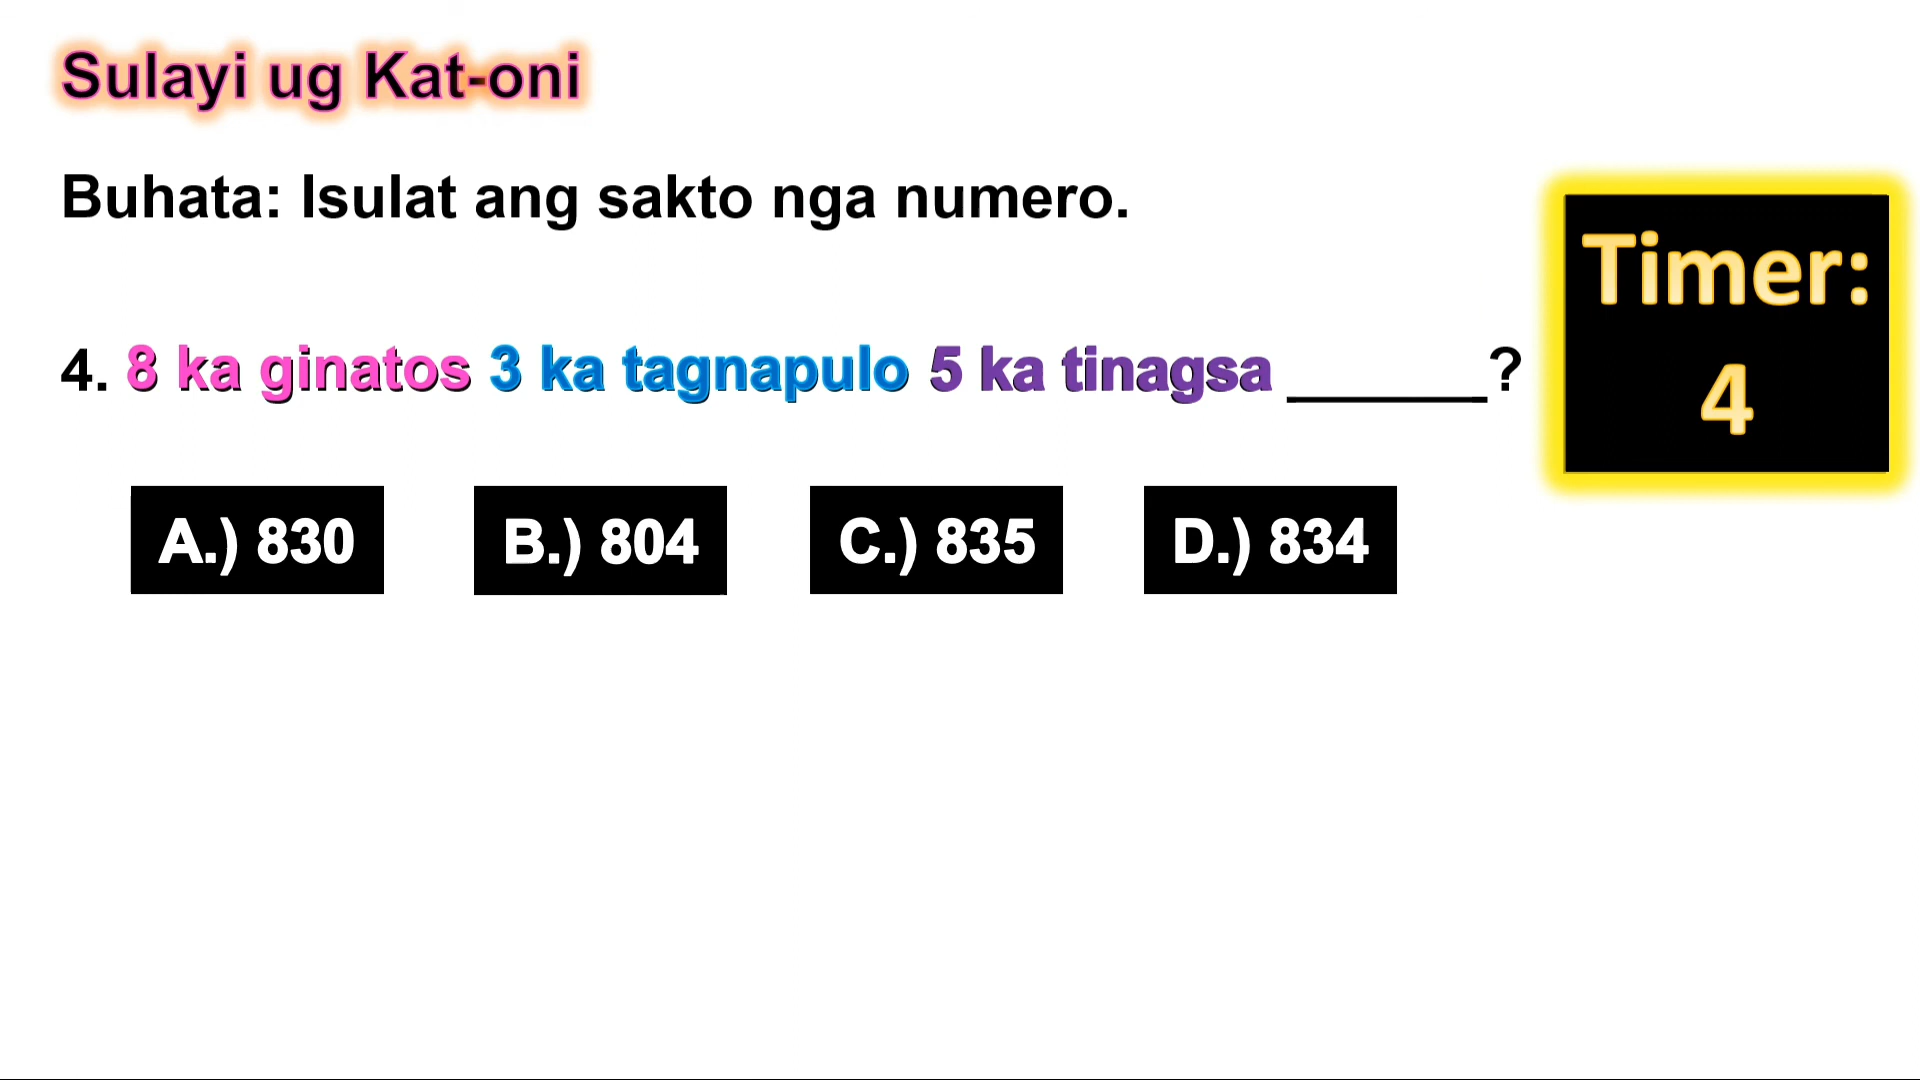 Sulayi ug Kat-oni
Buhata: Isulat ang sakto nga numero.
Timer:
4
4. 8 ka ginatos 3 ka tagnapulo 5 ka tinagsa ______?
A.) 830 B.) 804 C.) 835 D.) 834